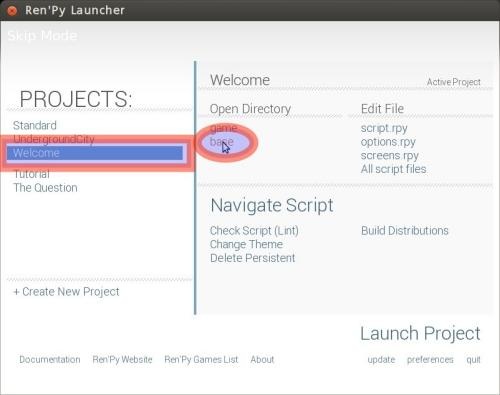 Ren'Py Launcher
Skip Mode
PROJECTS:
Standard
UndergroundCity
Welcome
Tutorial
The Question
+ Create New Project
Welcome
Active Project
Open Directory
game
base
Edit File
script.rpy
options.rpy
screens.rpy
All script files
Navigate Script
Check Script (Lint)
Change Theme
Delete Persistent
Build Distributions
Launch Project
Documentation Ren'Py Website Ren'Py Games List About update preferences quit